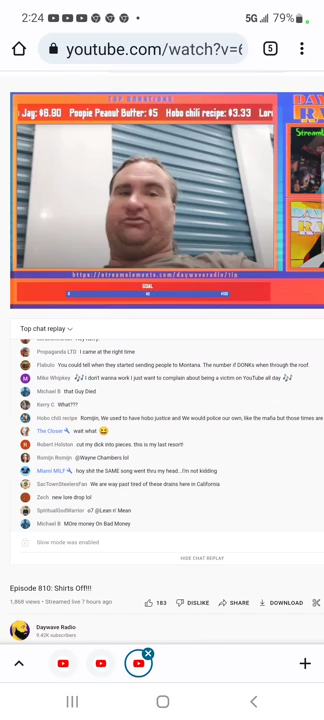 2:24
5G
79%
youtube.com/watch?v=6
5
TOP DONATIONS
Jay: $6.90 Poopie Peanut Butter: $5 Hobo chili recipe: $3.33
https://streamelements.com/daywaveradio/tip
GOAL
Top chat replay
Propaganda LTD I came at the right time
Flabulo You could tell when they started sending people to Montana. The number if DONKs when through the roof.
Mike Whipkey 🎶I don't wanna work I just want to complain about being a victim on YouTube all day 🎶
Michael B that Guy Died
Kerry C What???
Hobo chili recipe Romijn, We used to have hobo justice and We would police our own, like the mafia but those times are
The Closer wait what 😆
Robert Holston cut my dick into pieces. this is my last resort!
Romijn Romijn @Wayne Chambers lol
Miami MILF hoy shit the SAME song went thru my head...I'm not kidding
SacTownSteelersFan We are way past tired of these drains here in California
Zech new lore drop lol
SpiritualGodWarrior o7 @Lean n' Mean
Michael B MOre money On Bad Money
Slow mode was enabled
HIDE CHAT REPLAY
Episode 810: Shirts Off!!!
1,868 views • Streamed live 7 hours ago
183
DISLIKE
SHARE
DOWNLOAD
Daywave Radio
9.42K subscribers